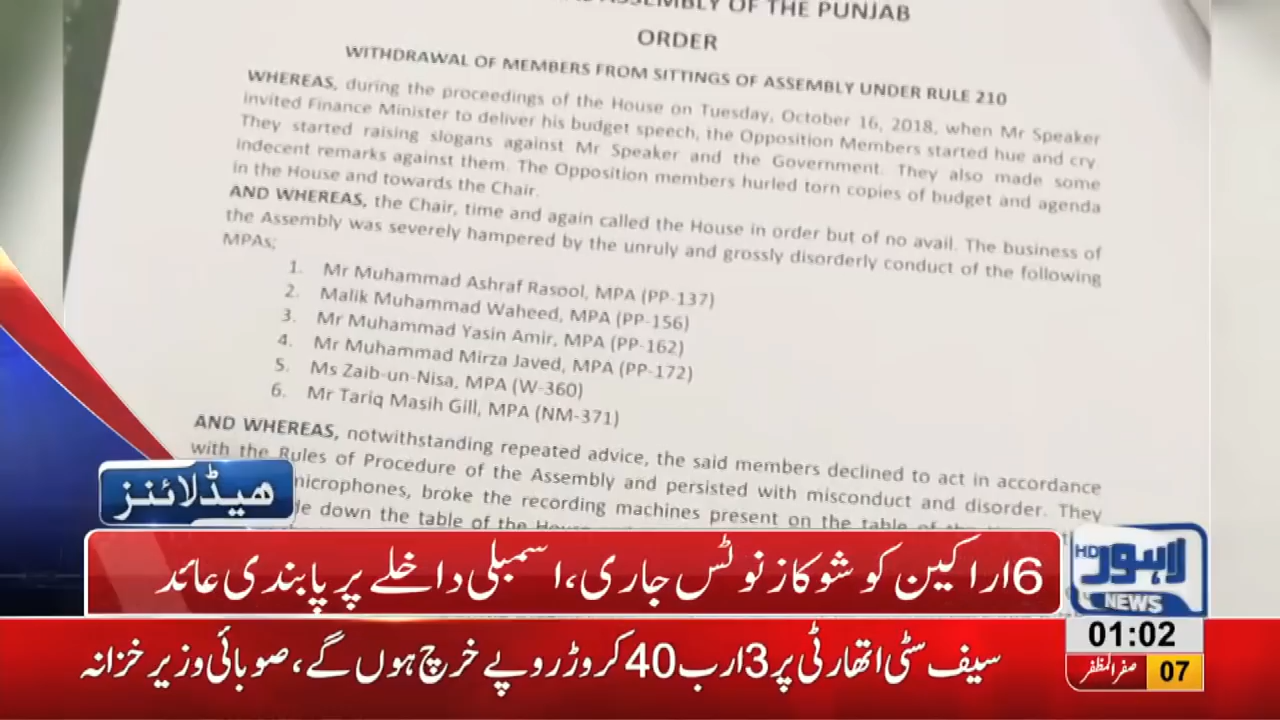 ASSEMBLY OF THE PUNJAB
ORDER
WITHDRAWAL OF MEMBERS FROM SITTINGS OF ASSEMBLY UNDER RULE 210
WHEREAS, during the proceedings of the House on Tuesday, October 16, 2018, when Mr Speaker
invited Finance Minister to deliver his budget speech, the Opposition Members started hue and cry.
They started raising slogans against Mr Speaker and the Government. They also made some
indecent remarks against them. The Opposition members hurled torn copies of budget and agenda
in the House and towards the Chair.
AND WHEREAS, the Chair, time and again called the House in order but of no avail. The business of
the Assembly was severely hampered by the unruly and grossly disorderly conduct of the following
MPAs;
1. Mr Muhammad Ashraf Rasool, MPA (PP-137)
2. Malik Muhammad Waheed, MPA (PP-156)
3. Mr Muhammad Yasin Amir, MPA (PP-162)
4. Mr Muhammad Mirza Javed, MPA (PP-172)
5. Ms Zaib-un-Nisa, MPA (W-360)
6. Mr Tariq Masih Gill, MPA (NM-371)
AND WHEREAS, notwithstanding repeated advice, the said members declined to act in accordance
with the Rules of Procedure of the Assembly and persisted with misconduct and disorder. They
microphones, broke the recording machines present on the table of the
down the table of the
ھیڈلائنز
6اراکین کو شوکاز نوٹس جاری، اسمبلی داخلے پر پابندی عائد
HD لاہور
NEWS
01:02
سیف سٹی اتھارٹی پر 3ارب 40 کروڑ روپے خرچ ہوں گے، صوبائی وزیر خزانہ
صفر المظفر 07